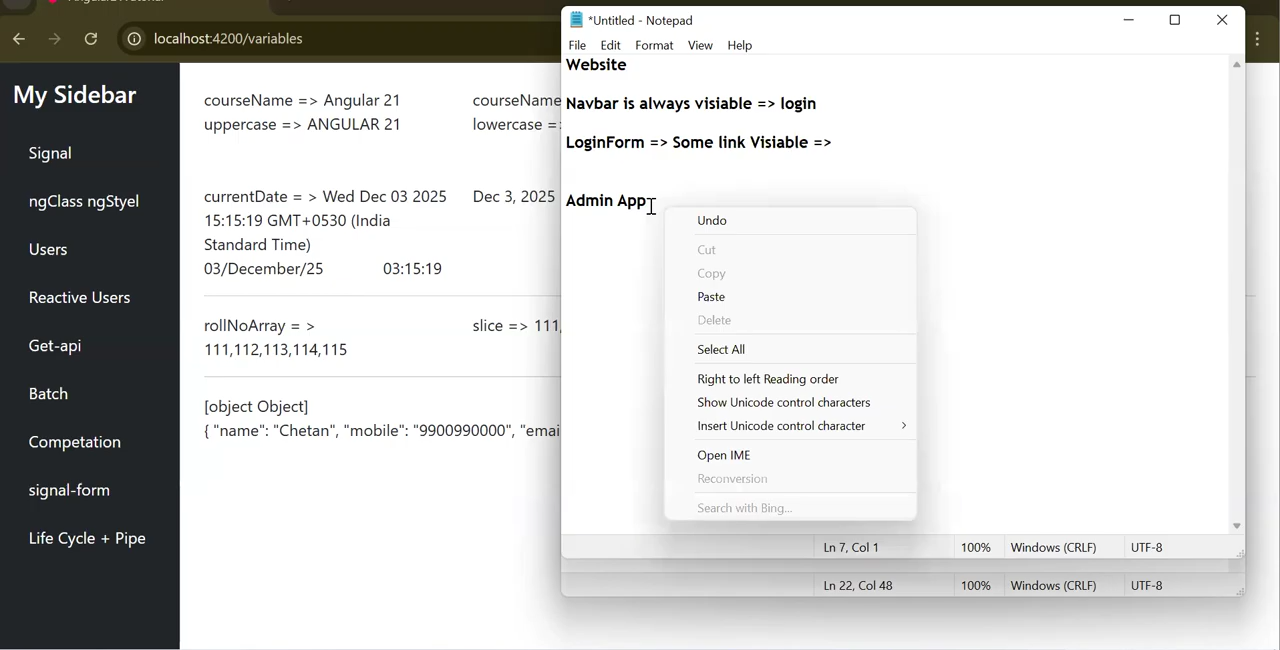 localhost:4200/variables
My Sidebar
Signal
ngClass ngStyel
Users
Reactive Users
Get-api
Batch
Competation
signal-form
Life Cycle + Pipe
courseName => Angular 21
courseName
uppercase => ANGULAR 21
lowercase =
currentDate = > Wed Dec 03 2025
Dec 3, 2025
15:15:19 GMT+0530 (India
Standard Time)
03/December/25 03:15:19
rollNoArray = >
slice => 111,
111,112,113,114,115
[object Object]
{ "name": "Chetan", "mobile": "9900990000", "emai
*Untitled - Notepad
File Edit Format View Help
Website
Navbar is always visiable => login
LoginForm => Some link Visiable =>
Admin App
Undo
Cut
Copy
Paste
Delete
Select All
Right to left Reading order
Show Unicode control characters
Insert Unicode control character
Open IME
Reconversion
Search with Bing...
Ln 7, Col 1 100% Windows (CRLF) UTF-8
Ln 22, Col 48 100% Windows (CRLF) UTF-8